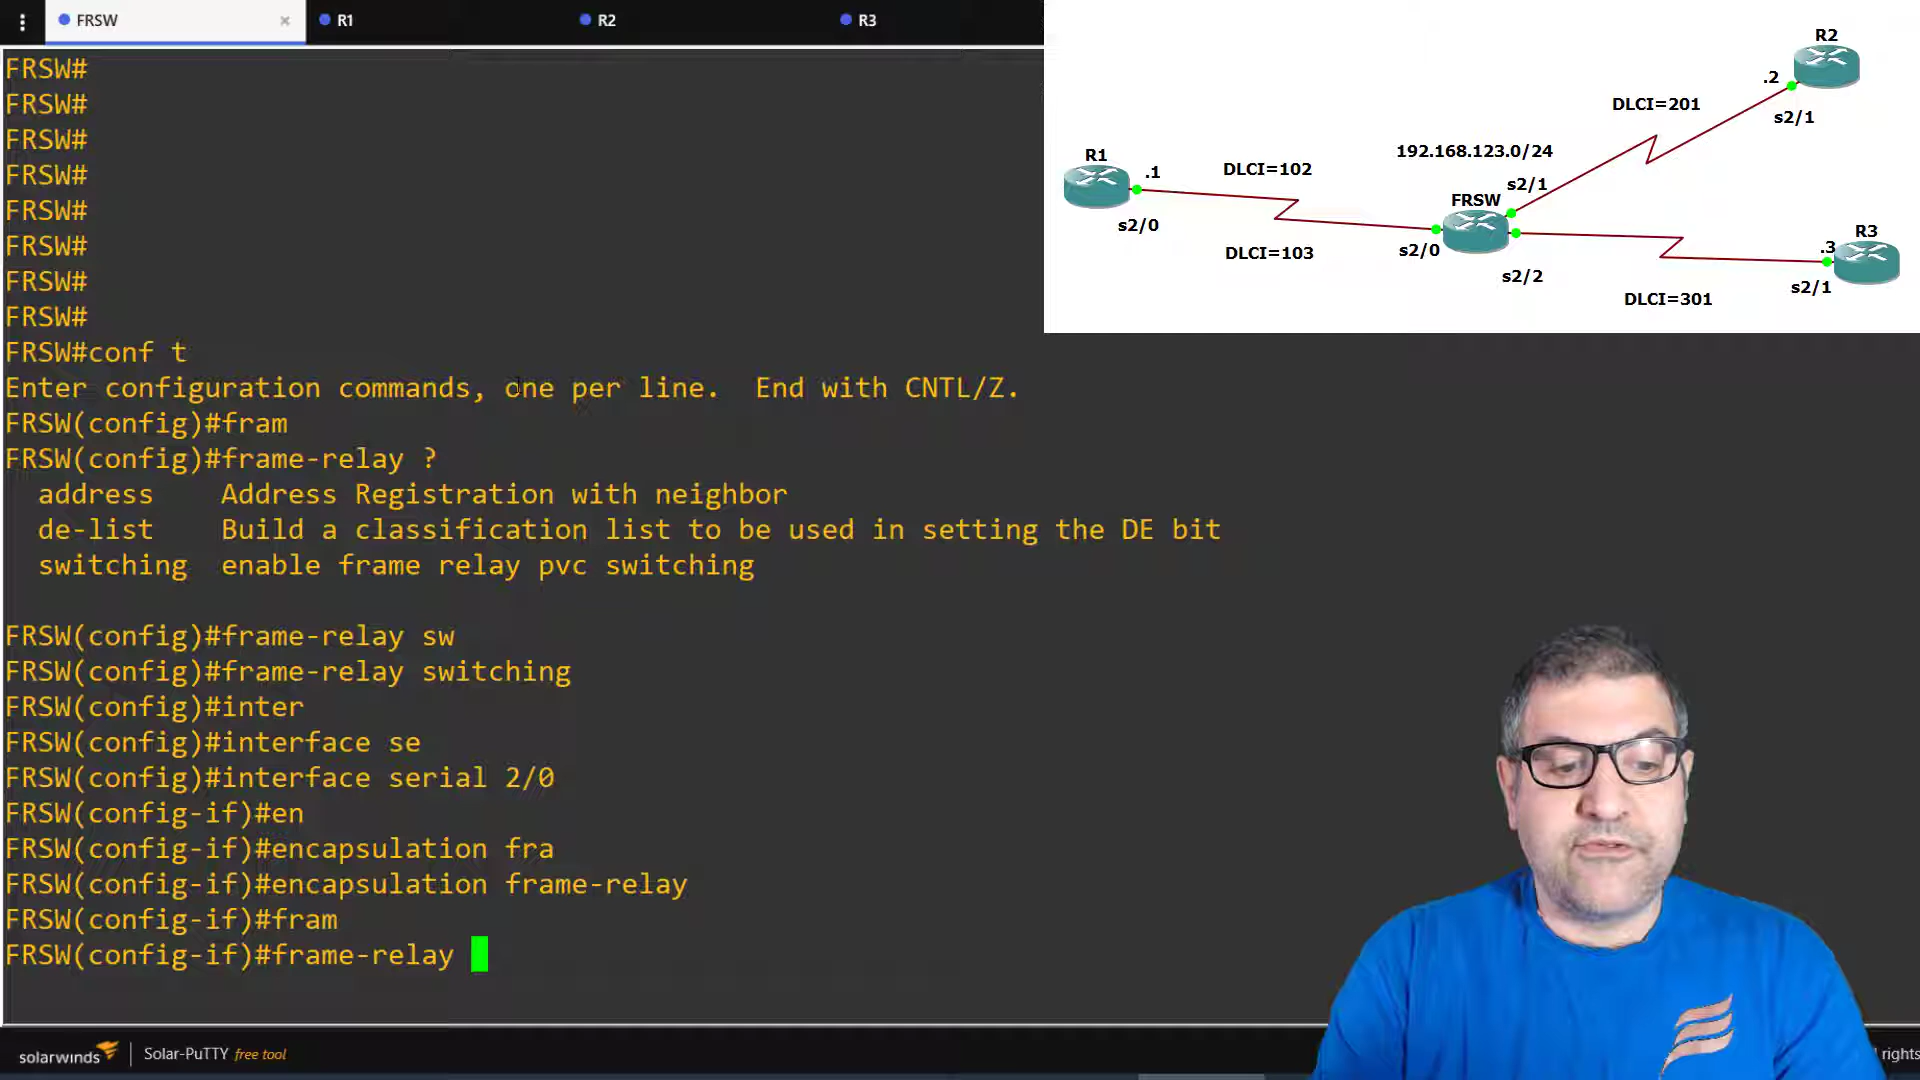 FRSW
R1
R2
R3
FRSW#
FRSW#
FRSW#
FRSW#
FRSW#
FRSW#
FRSW#
FRSW#
FRSW#conf t
Enter configuration commands, one per line.  End with CNTL/Z.
FRSW(config)#fram
FRSW(config)#frame-relay ?
address    Address Registration with neighbor
de-list    Build a classification list to be used in setting the DE bit
switching  enable frame relay pvc switching
FRSW(config)#frame-relay sw
FRSW(config)#frame-relay switching
FRSW(config)#inter
FRSW(config)#interface se
FRSW(config)#interface serial 2/0
FRSW(config-if)#en
FRSW(config-if)#encapsulation fra
FRSW(config-if)#encapsulation frame-relay
FRSW(config-if)#fram
FRSW(config-if)#frame-relay
R2
.2
DLCI=201
s2/1
192.168.123.0/24
R1
.1
DLCI=102
s2/1
FRSW
s2/0
DLCI=103
s2/0
s2/2
R3
.3
s2/1
DLCI=301
solarwinds
Solar-PuTTY free tool
rights